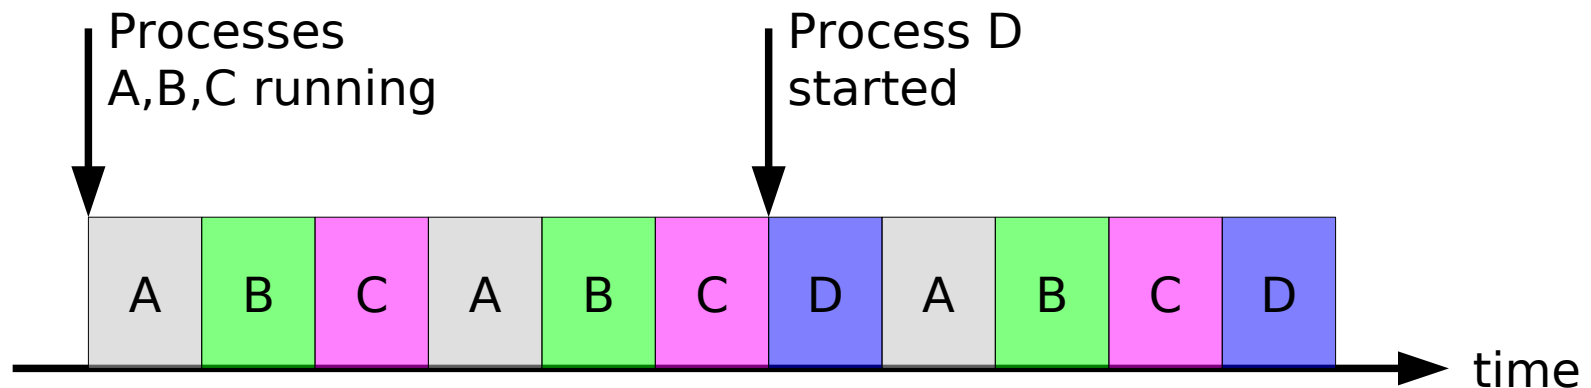 Processes
A,B,C running
Process D
started
A B C A B C D A B C D
time